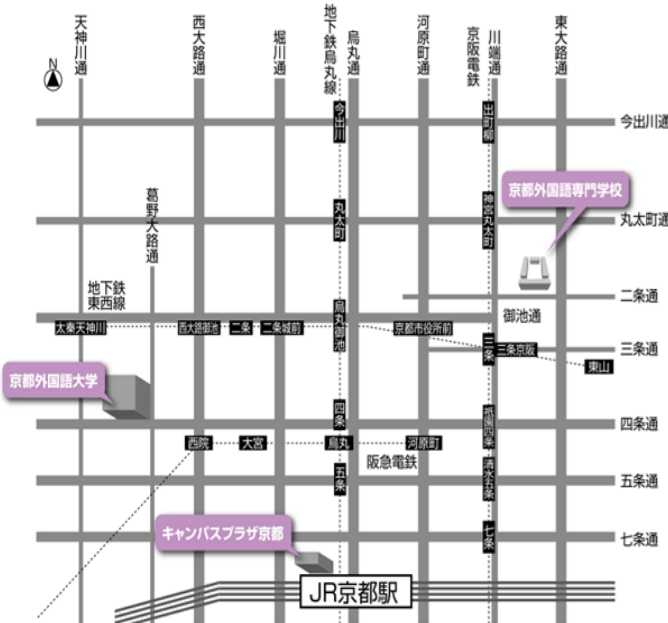 天神川通
西大路通
堀川通
地下鉄烏丸線
烏丸通
河原町通
京阪電鉄
川端通
東大路通
N
今出川
出町柳
今出川通
京都外国語専門学校
葛野大路通
丸太町
神宮丸太町
丸太町通
地下鉄
東西線
二条通
御池通
太秦天神川
西大路御池
二条
二条城前
烏丸御池
京都市役所前
三条
三条京阪
三条通
東山
京都外国語大学
四条
祇園四条
四条通
西院
大宮
烏丸
河原町
阪急電鉄
五条
清水五条
五条通
キャンパスプラザ京都
七条
七条通
JR京都駅